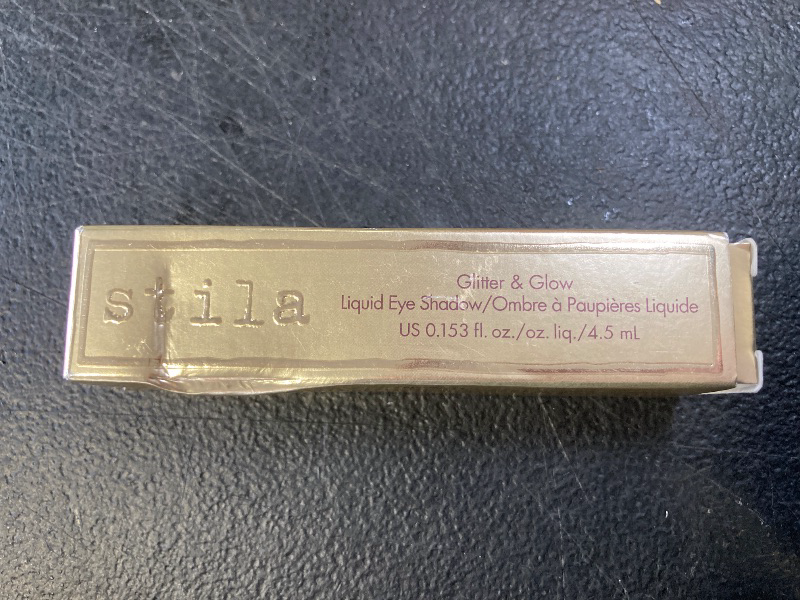 stila
Glitter & Glow
Liquid Eye Shadow/Ombre à Paupières Liquide
US 0.153 fl. oz./oz. liq./4.5 mL